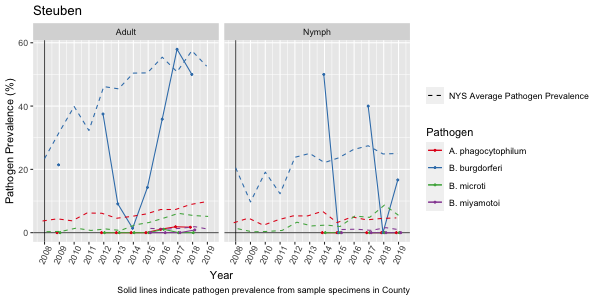 Steuben
Adult
Nymph
Pathogen Prevalence (%)
60
40
20
0
2008 2009 2010 2011 2012 2013 2014 2015 2016 2017 2018 2019
2008 2009 2010 2011 2012 2013 2014 2015 2016 2017 2018 2019
Year
NYS Average Pathogen Prevalence
Pathogen
A. phagocytophilum
B. burgdorferi
B. microti
B. miyamotoi
Solid lines indicate pathogen prevalence from sample specimens in County